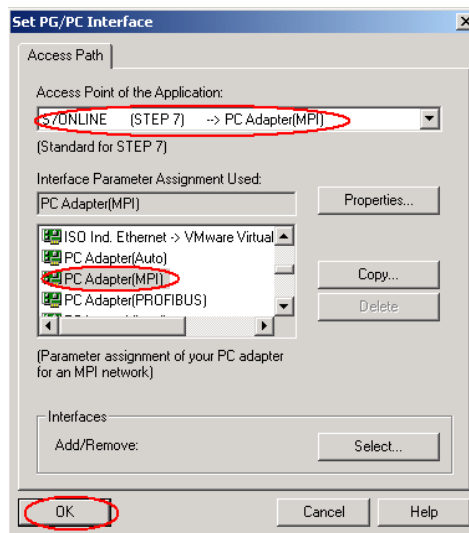 Set PG/PC Interface
Access Path
Access Point of the Application:
S7ONLINE (STEP 7) --> PC Adapter(MPI)
(Standard for STEP 7)
Interface Parameter Assignment Used:
PC Adapter(MPI)
Properties...
ISO Ind. Ethernet -> VMware Virtual
PC Adapter(Auto)
PC Adapter(MPI)
PC Adapter(PROFIBUS)
Copy...
Delete
(Parameter assignment of your PC adapter
for an MPI network)
Interfaces
Add/Remove:
Select...
OK
Cancel
Help